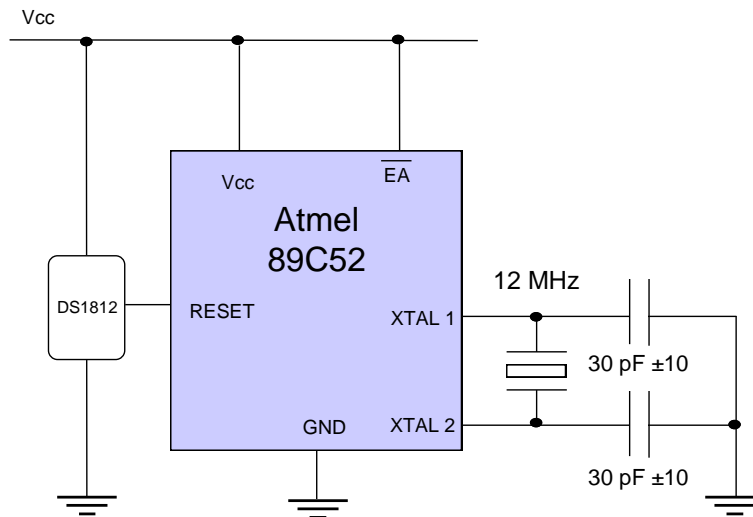 Vcc
Vcc
EA
Atmel
89C52
12 MHz
DS1812
RESET
XTAL 1
30 pF ±10
GND
XTAL 2
30 pF ±10